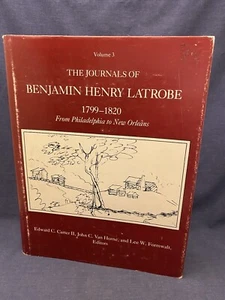 Volume 3
THE JOURNALS OF
BENJAMIN HENRY LATROBE
1799–1820
From Philadelphia to New Orleans
Edward C. Carter II, John C. Van Horne, and Lee W. Formwalt,
Editors